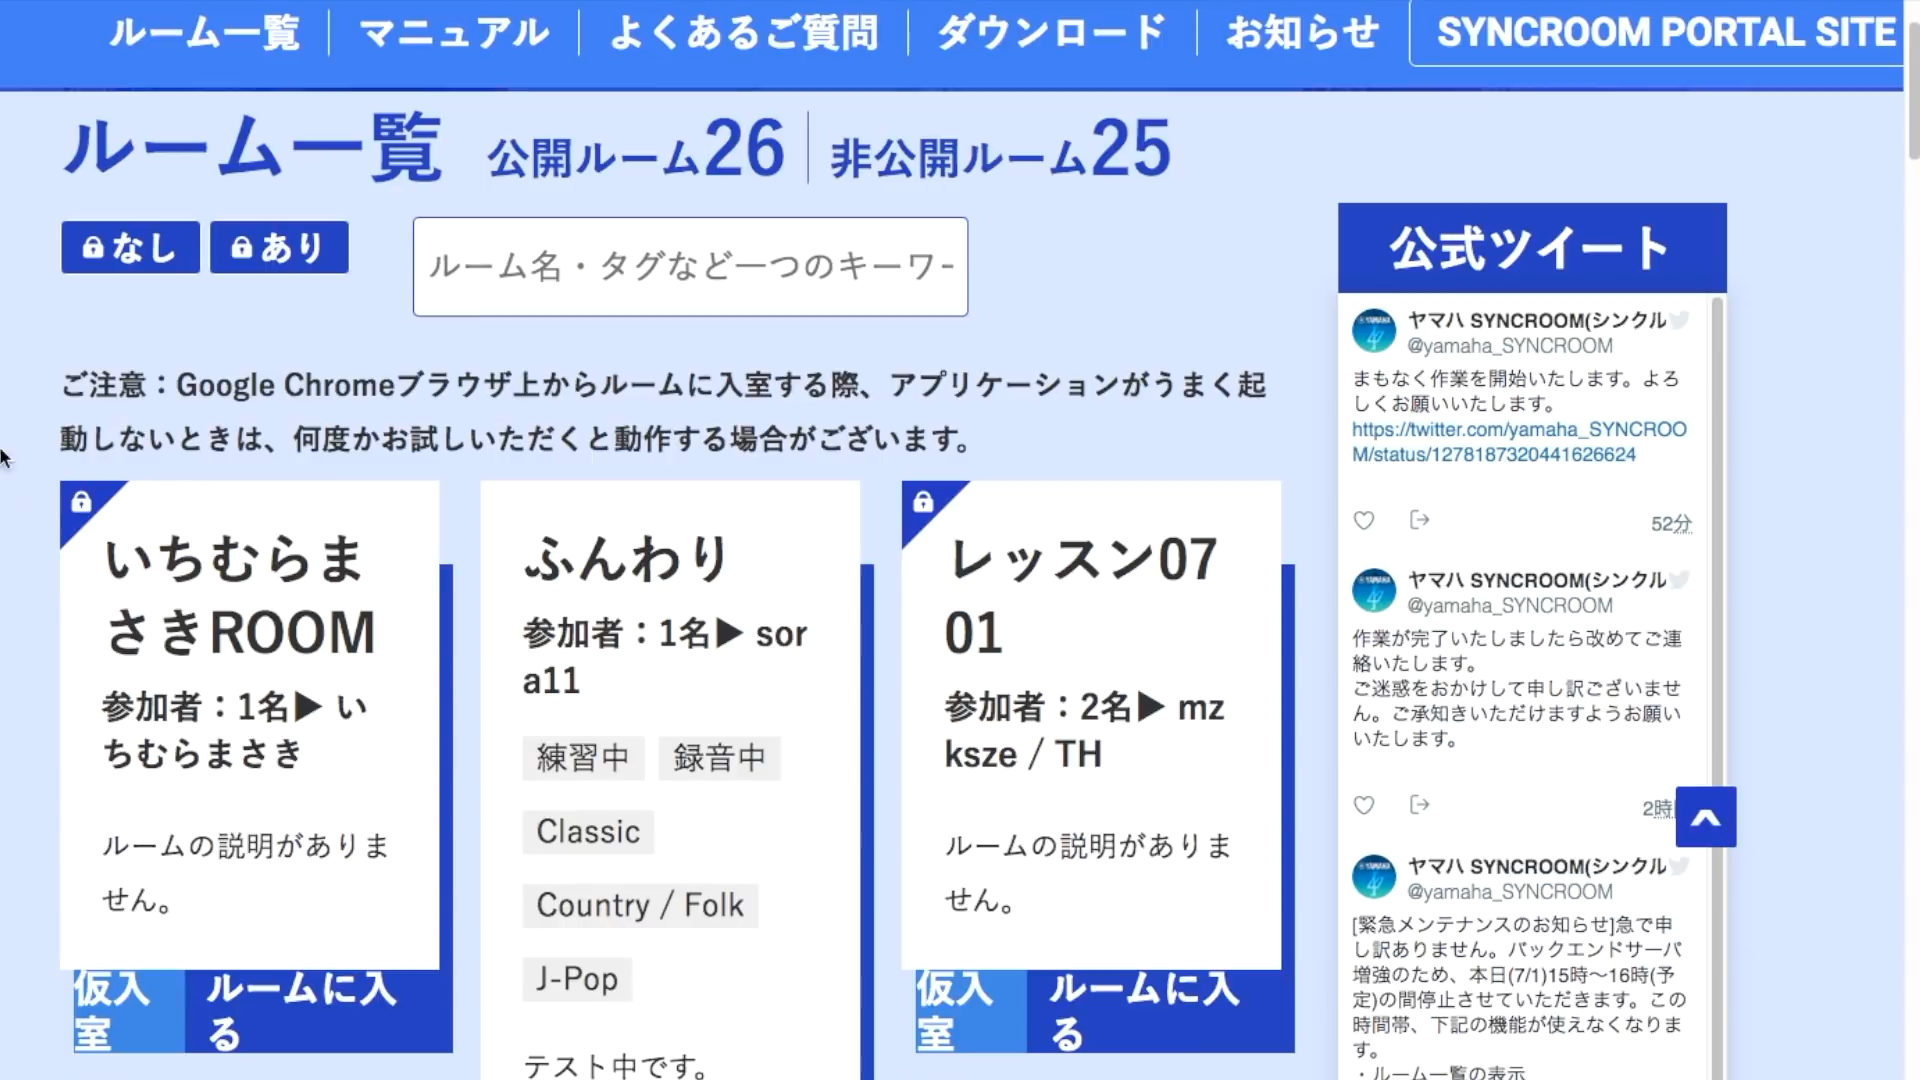 ルーム一覧
マニュアル
よくあるご質問
ダウンロード
お知らせ
SYNCROOM PORTAL SITE
ルーム一覧
公開ルーム26
非公開ルーム25
なし
あり
ルーム名・タグなど一つのキーワ-
ご注意：Google Chromeブラウザ上からルームに入室する際、アプリケーションがうまく起
動しないときは、何度かお試しいただくと動作する場合がございます。
いちむらま
さきROOM
参加者：1名▶ い
ちむらまさき
ルームの説明がありま
せん。
仮入
室
ルームに入
る
ふんわり
参加者：1名▶ sor
a11
練習中
録音中
Classic
Country / Folk
J-Pop
テスト中です。
レッスン07
01
参加者：2名▶ mz
ksze / TH
ルームの説明がありま
せん。
仮入
室
ルームに入
る
公式ツイート
ヤマハ SYNCROOM(シンクル
@yamaha_SYNCROOM
まもなく作業を開始いたします。よろ
しくお願いいたします。
https://twitter.com/yamaha_SYNCROO
M/status/1278187320441626624
52分
ヤマハ SYNCROOM(シンクル
@yamaha_SYNCROOM
作業が完了いたしましたら改めてご連
絡いたします。
ご迷惑をおかけして申し訳ございませ
ん。ご承知きいただけますようお願い
いたします。
2時
ヤマハ SYNCROOM(シンクル
@yamaha_SYNCROOM
[緊急メンテナンスのお知らせ]急で申
し訳ありません。バックエンドサーバ
増強のため、本日(7/1)15時〜16時(予
定)の間停止させていただきます。この
時間帯、下記の機能が使えなくなりま
す。
・ルーム一覧の表示